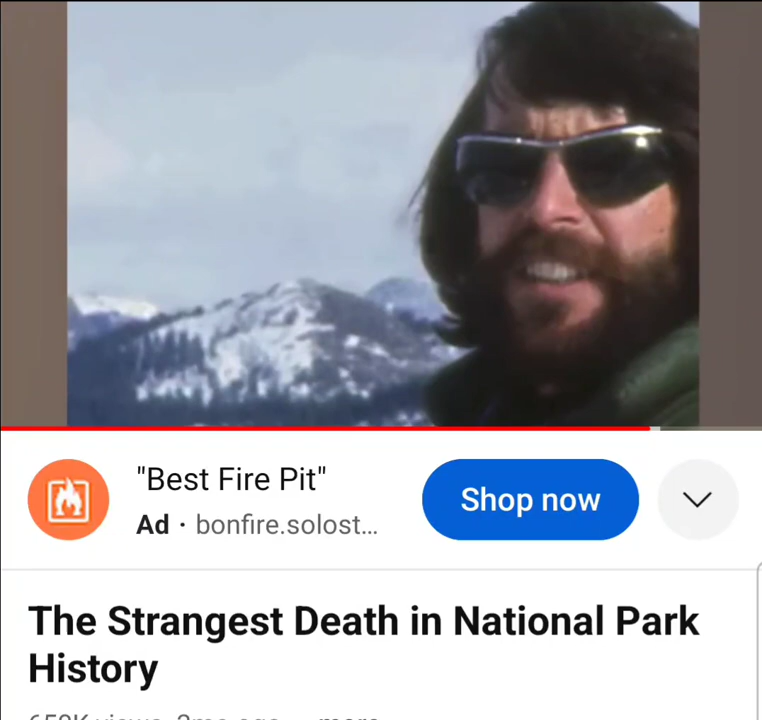 "Best Fire Pit"
Ad · bonfire.solost...
Shop now
The Strangest Death in National Park
History